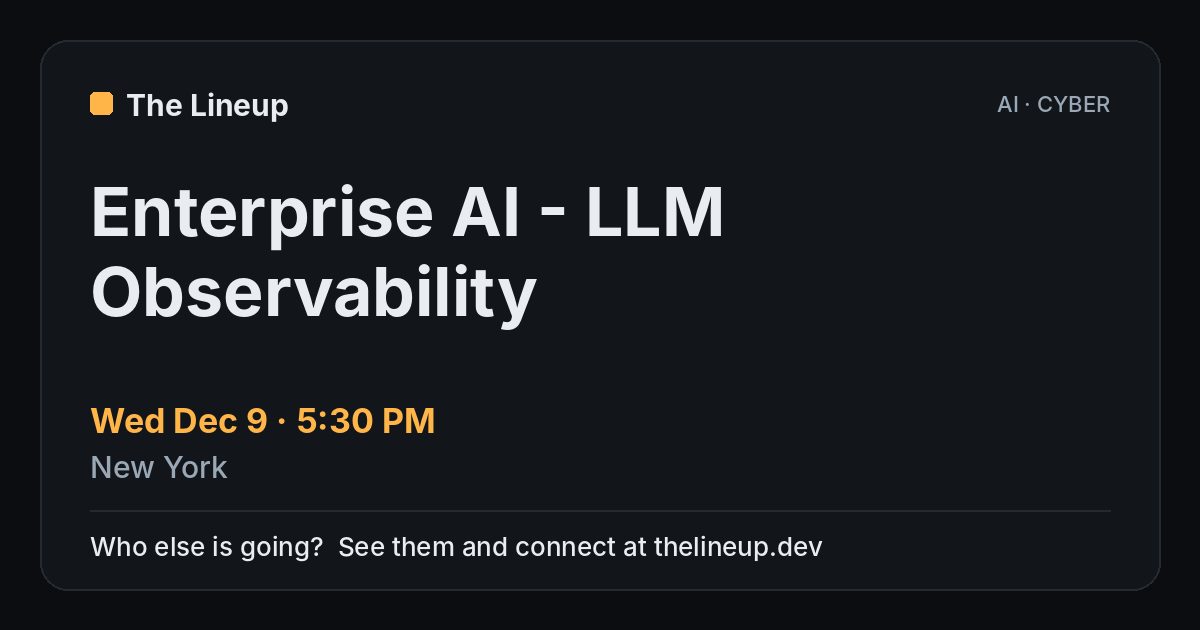 The Lineup
AI · CYBER
Enterprise AI - LLM
Observability
Wed Dec 9 · 5:30 PM
New York
Who else is going?  See them and connect at thelineup.dev